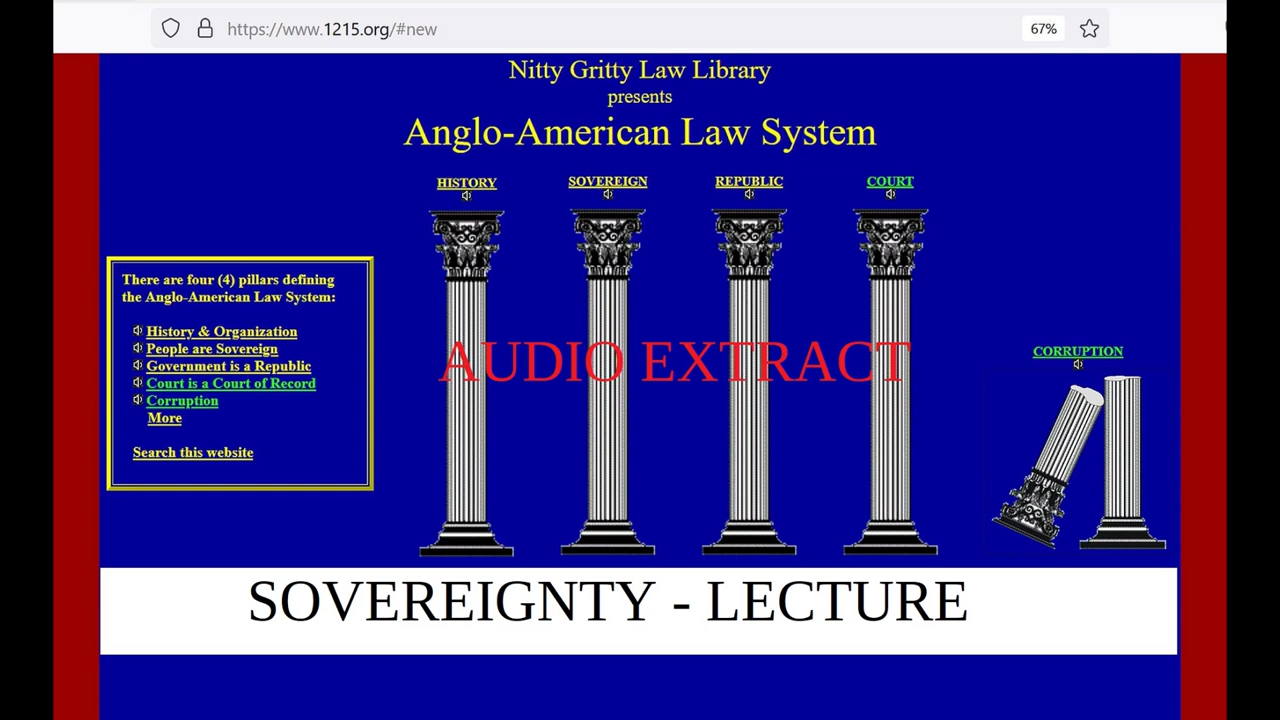 https://www.1215.org/#new
67%
Nitty Gritty Law Library
presents
Anglo-American Law System
HISTORY
SOVEREIGN
REPUBLIC
COURT
There are four (4) pillars defining
the Anglo-American Law System:
History & Organization
People are Sovereign
Government is a Republic
Court is a Court of Record
Corruption
More
Search this website
AUDIO EXTRACT
CORRUPTION
SOVEREIGNTY - LECTURE